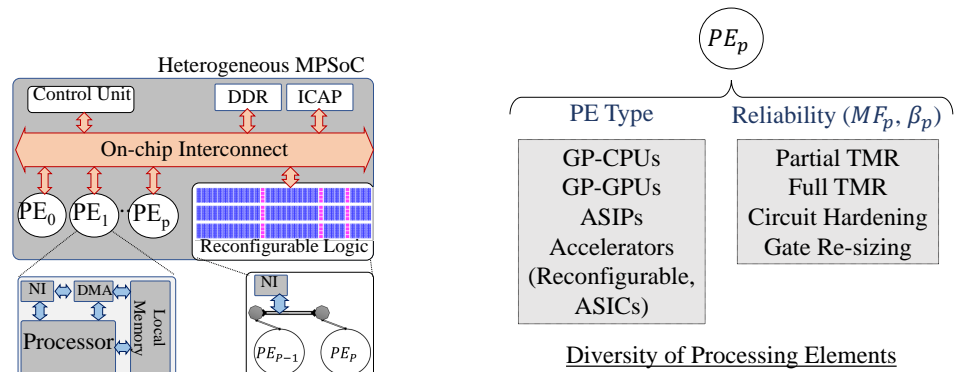 Heterogeneous MPSoC
Control Unit
DDR
ICAP
On-chip Interconnect
PE₀
PE₁
..
PEₚ
Reconfigurable Logic
NI
DMA
Local Memory
Processor
NI
PE_{P−1}
PE_P
PEₚ
PE Type
GP-CPUs
GP-GPUs
ASIPs
Accelerators
(Reconfigurable,
ASICs)
Reliability (MFₚ, βₚ)
Partial TMR
Full TMR
Circuit Hardening
Gate Re-sizing
Diversity of Processing Elements